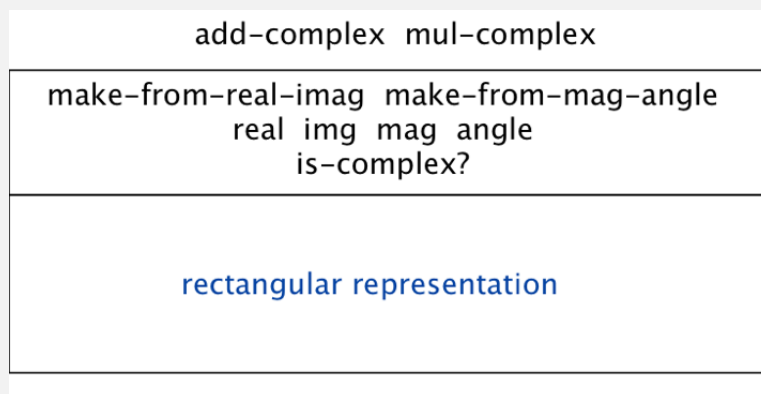 add-complex mul-complex
make-from-real-imag make-from-mag-angle
real img mag angle
is-complex?
rectangular representation